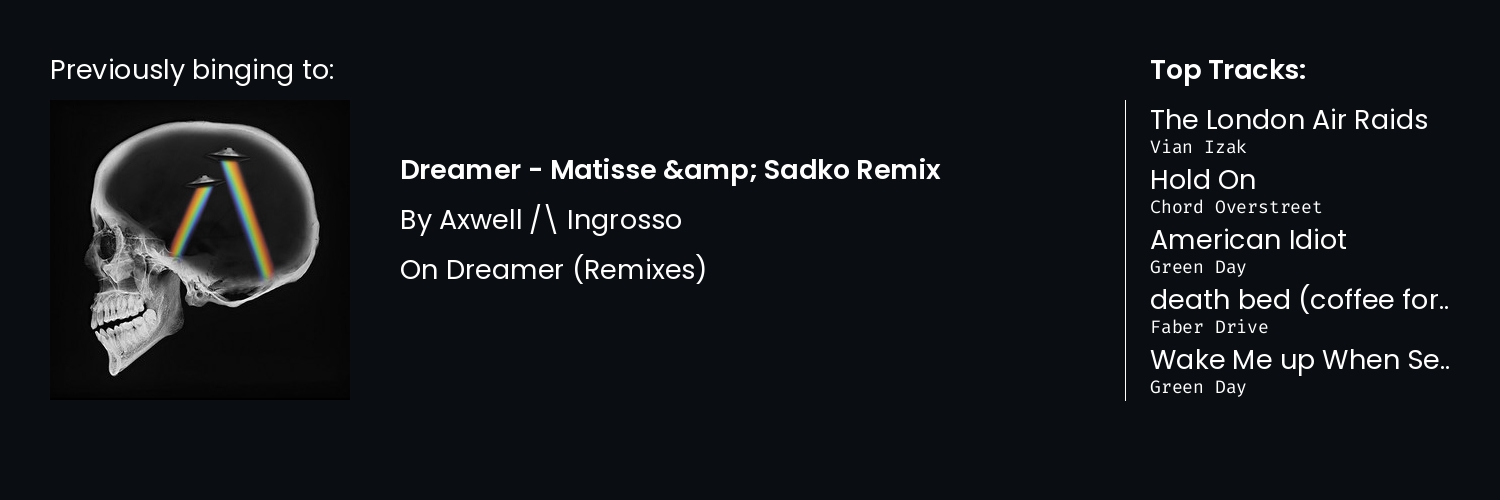 Previously binging to:
Dreamer - Matisse &amp; Sadko Remix
By Axwell /\ Ingrosso
On Dreamer (Remixes)
Top Tracks:
The London Air Raids
Vian Izak
Hold On
Chord Overstreet
American Idiot
Green Day
death bed (coffee for..
Faber Drive
Wake Me up When Se..
Green Day